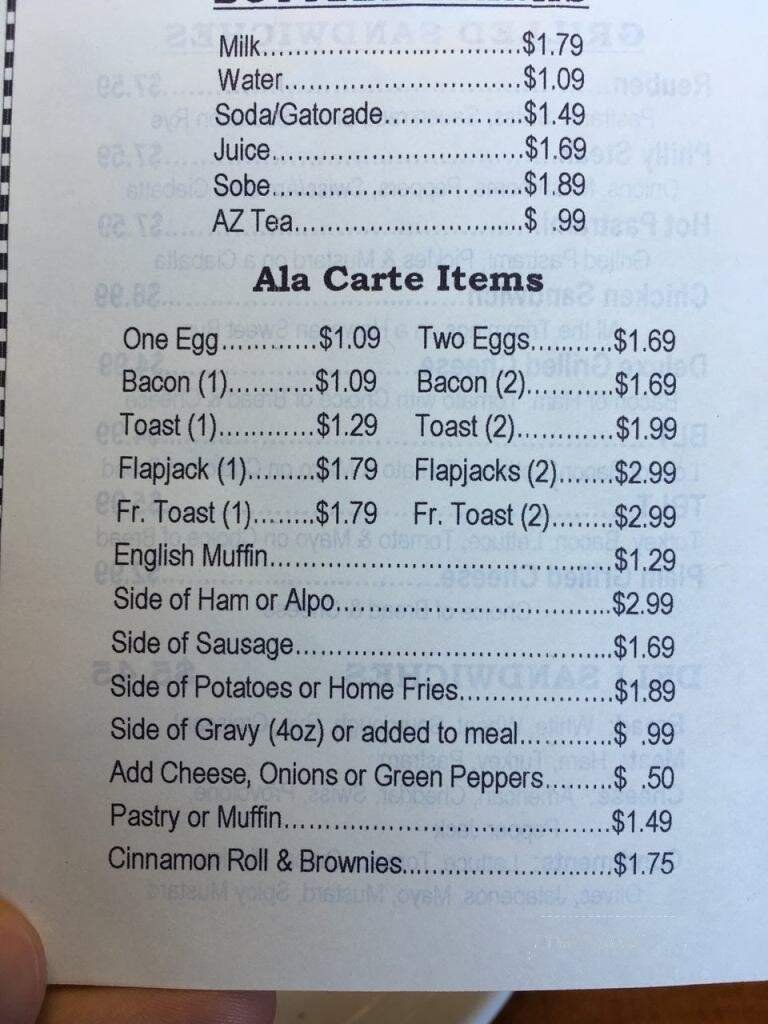 Milk..............................$1.79
Water............................$1.09
Soda/Gatorade................$1.49
Juice..............................$1.69
Sobe..............................$1.89
AZ Tea...........................$ .99
Ala Carte Items
One Egg............$1.09 Two Eggs..........$1.69
Bacon (1)..........$1.09 Bacon (2)..........$1.69
Toast (1)............$1.29 Toast (2)............$1.99
Flapjack (1)........$1.79 Flapjacks (2)......$2.99
Fr. Toast (1)........$1.79 Fr. Toast (2).......$2.99
English Muffin..........................................$1.29
Side of Ham or Alpo..................................$2.99
Side of Sausage.......................................$1.69
Side of Potatoes or Home Fries....................$1.89
Side of Gravy (4oz) or added to meal............$ .99
Add Cheese, Onions or Green Peppers.........$ .50
Pastry or Muffin.........................................$1.49
Cinnamon Roll & Brownies...........................$1.75